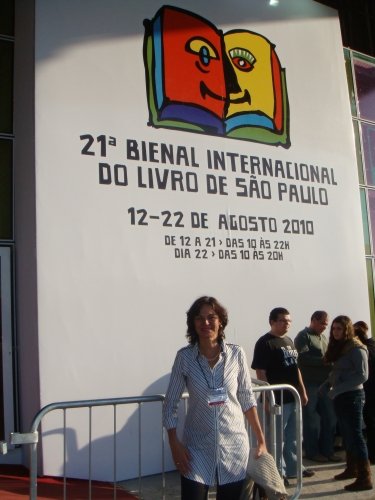 21ª BIENAL INTERNACIONAL
DO LIVRO DE SÃO PAULO
12-22 DE AGOSTO 2010
DE 12 A 21 > DAS 10 ÀS 22H
DIA 22 > DAS 10 ÀS 20H